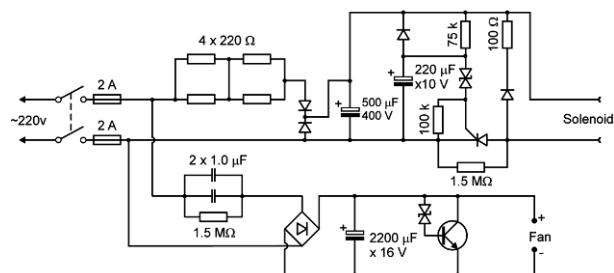 4 x 220 Ω
75 k
100 Ω
2 A
220 µF
x10 V
500 µF
400 V
~220v
2 A
100 k
Solenoid
1.5 MΩ
2 x 1.0 µF
1.5 MΩ
2200 µF
x 16 V
+
Fan
-
+
+
+